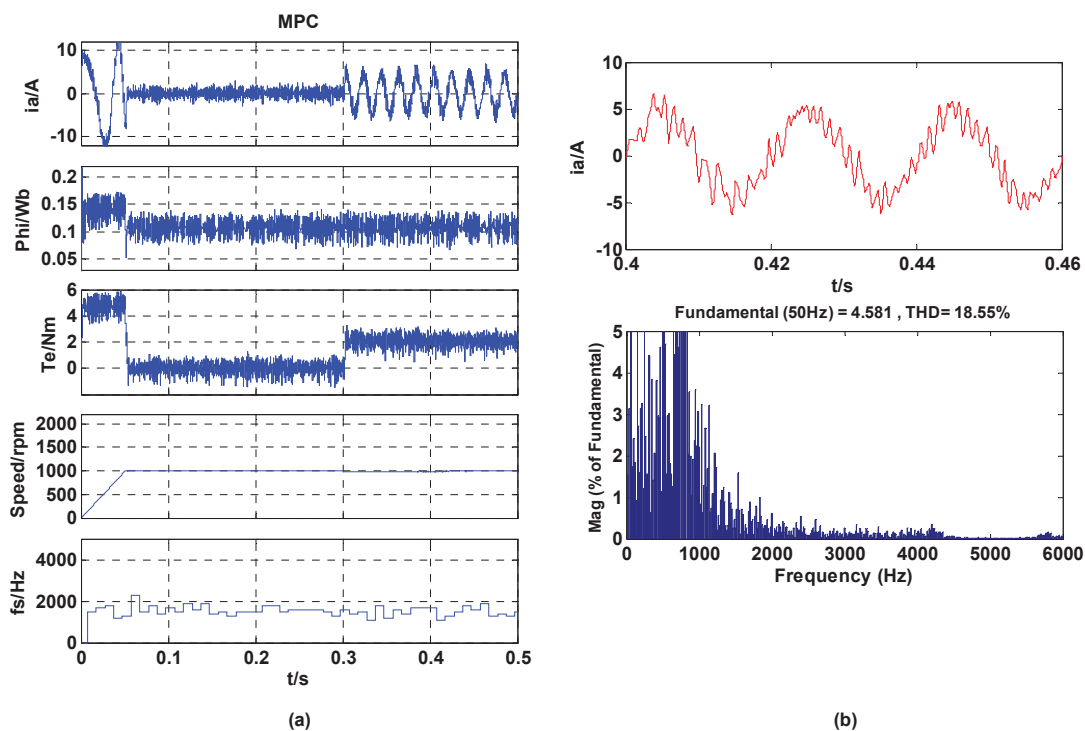 MPC
10
0
-10
ia/A
0.2
0.15
0.1
0.05
Phi/Wb
6
4
2
0
Te/Nm
2000
1500
1000
500
0
Speed/rpm
4000
2000
0
fs/Hz
0 0.1 0.2 0.3 0.4 0.5
t/s
(a)
10
5
0
-5
-10
ia/A
0.4 0.42 0.44 0.46
t/s
Fundamental (50Hz) = 4.581 , THD= 18.55%
5
4
3
2
1
0
Mag (% of Fundamental)
0 1000 2000 3000 4000 5000 6000
Frequency (Hz)
(b)